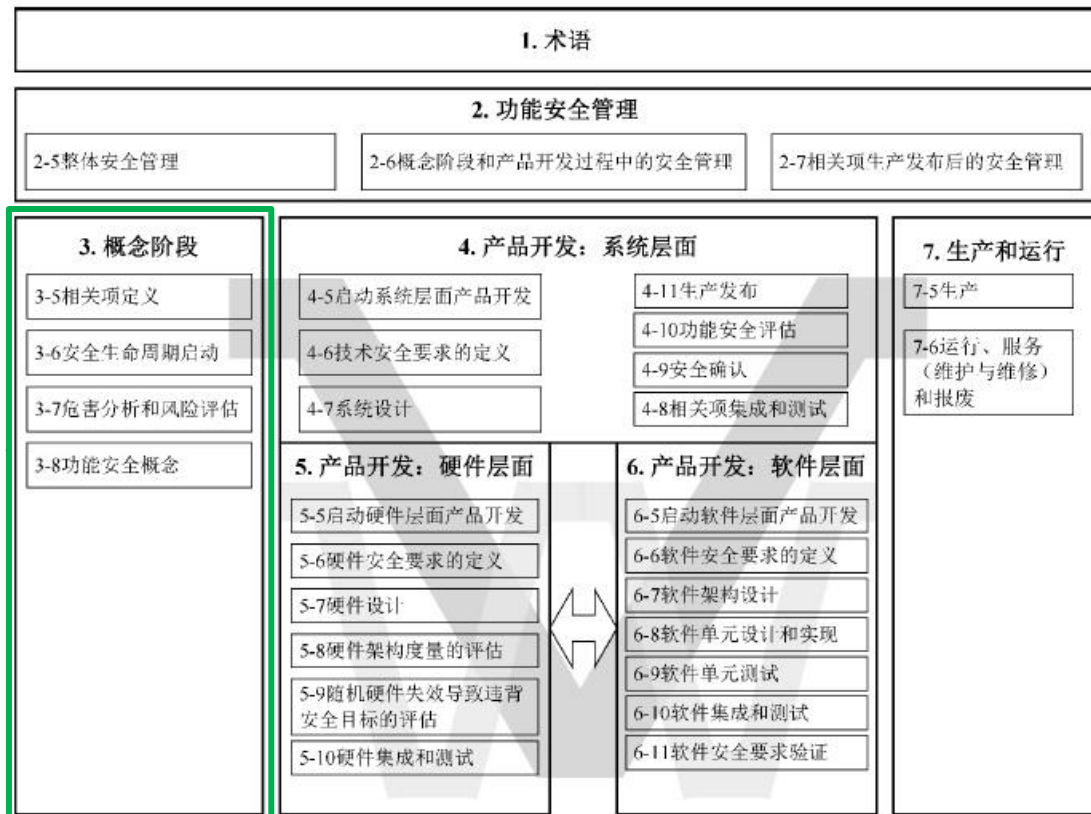 1. 术语
2. 功能安全管理
2-5整体安全管理
2-6概念阶段和产品开发过程中的安全管理
2-7相关项生产发布后的安全管理
3. 概念阶段
3-5相关项定义
3-6安全生命周期启动
3-7危害分析和风险评估
3-8功能安全概念
4. 产品开发：系统层面
4-5启动系统层面产品开发
4-6技术安全要求的定义
4-7系统设计
4-11生产发布
4-10功能安全评估
4-9安全确认
4-8相关项集成和测试
5. 产品开发：硬件层面
5-5启动硬件层面产品开发
5-6硬件安全要求的定义
5-7硬件设计
5-8硬件架构度量的评估
5-9随机硬件失效导致违背
安全目标的评估
5-10硬件集成和测试
6. 产品开发：软件层面
6-5启动软件层面产品开发
6-6软件安全要求的定义
6-7软件架构设计
6-8软件单元设计和实现
6-9软件单元测试
6-10软件集成和测试
6-11软件安全要求验证
7. 生产和运行
7-5生产
7-6运行、服务
（维护与维修）
和报废